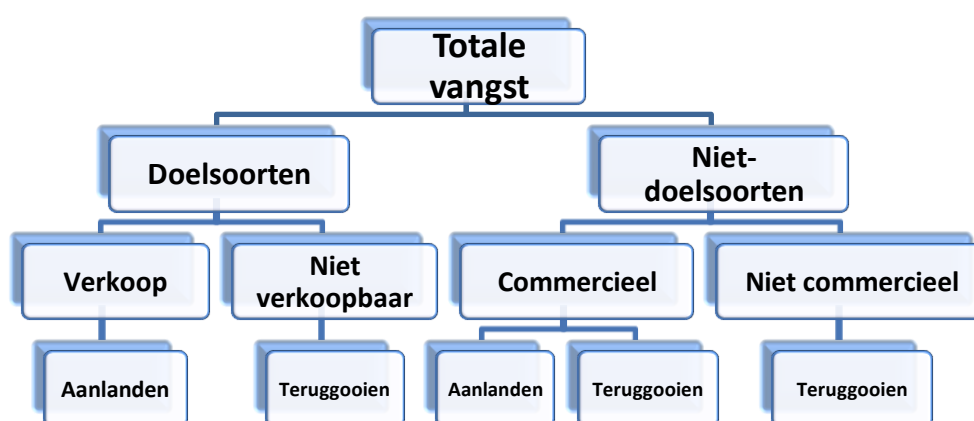 Totale
vangst
Doelsoorten
Niet-
doelsoorten
Verkoop
Niet
verkoopbaar
Commercieel
Niet commercieel
Aanlanden
Teruggooien
Aanlanden
Teruggooien
Teruggooien